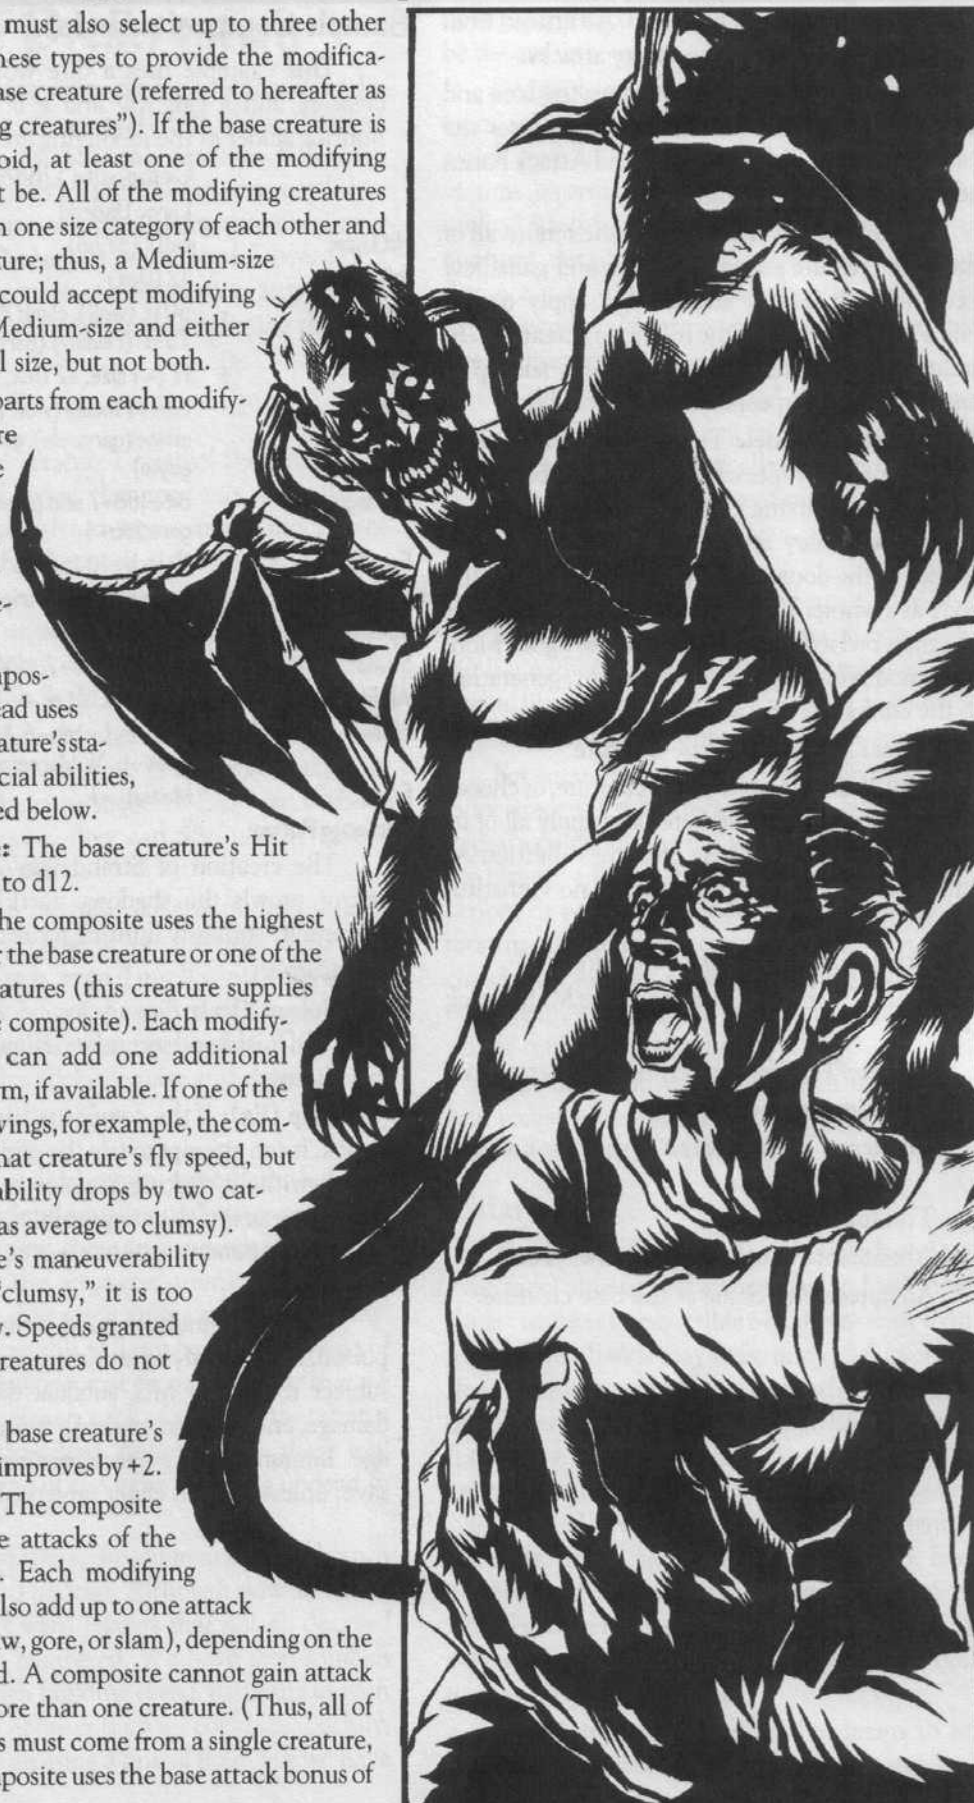 must also select up to three other
hese types to provide the modifica-
ase creature (referred to hereafter as
g creatures"). If the base creature is
oid, at least one of the modifying
t be. All of the modifying creatures
n one size category of each other and
ture; thus, a Medium-size
could accept modifying
Medium-size and either
l size, but not both.
parts from each modify-
re
e
-
npos-
ead uses
ature's sta-
cial abilities,
ed below.
e: The base creature's Hit
to d12.
he composite uses the highest
r the base creature or one of the
eatures (this creature supplies
e composite). Each modify-
can add one additional
rm, if available. If one of the
wings, for example, the com-
hat creature's fly speed, but
ability drops by two cat-
as average to clumsy).
e's maneuverability
"clumsy," it is too
y. Speeds granted
creatures do not
base creature's
improves by +2.
The composite
e attacks of the
. Each modifying
also add up to one attack
w, gore, or slam), depending on the
d. A composite cannot gain attack
ore than one creature. (Thus, all of
s must come from a single creature,
mposite uses the base attack bonus of